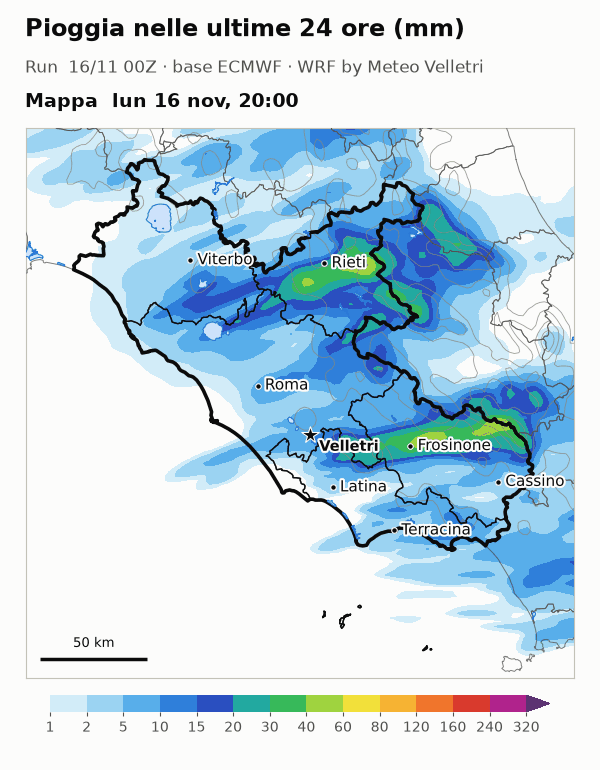 Pioggia nelle ultime 24 ore (mm)
Run  16/11 00Z · base ECMWF · WRF by Meteo Velletri
Mappa  lun 16 nov, 20:00
Viterbo
Rieti
Roma
Velletri
Frosinone
Latina
Cassino
Terracina
50 km
1 2 5 10 15 20 30 40 60 80 120 160 240 320